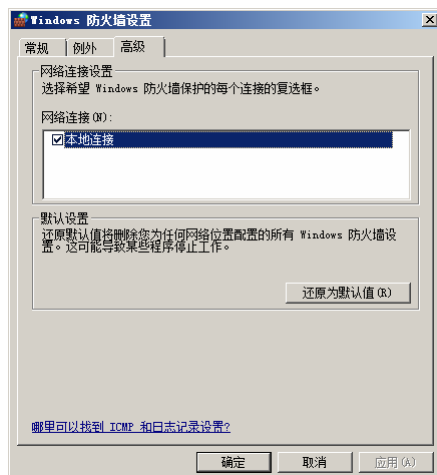 Windows 防火墙设置
常规 例外 高级
网络连接设置
选择希望 Windows 防火墙保护的每个连接的复选框。
网络连接(N):
本地连接
默认设置
还原默认值将删除您为任何网络位置配置的所有 Windows 防火墙设
置。这可能导致某些程序停止工作。
还原为默认值(R)
哪里可以找到 ICMP 和日志记录设置?
确定 取消 应用(A)